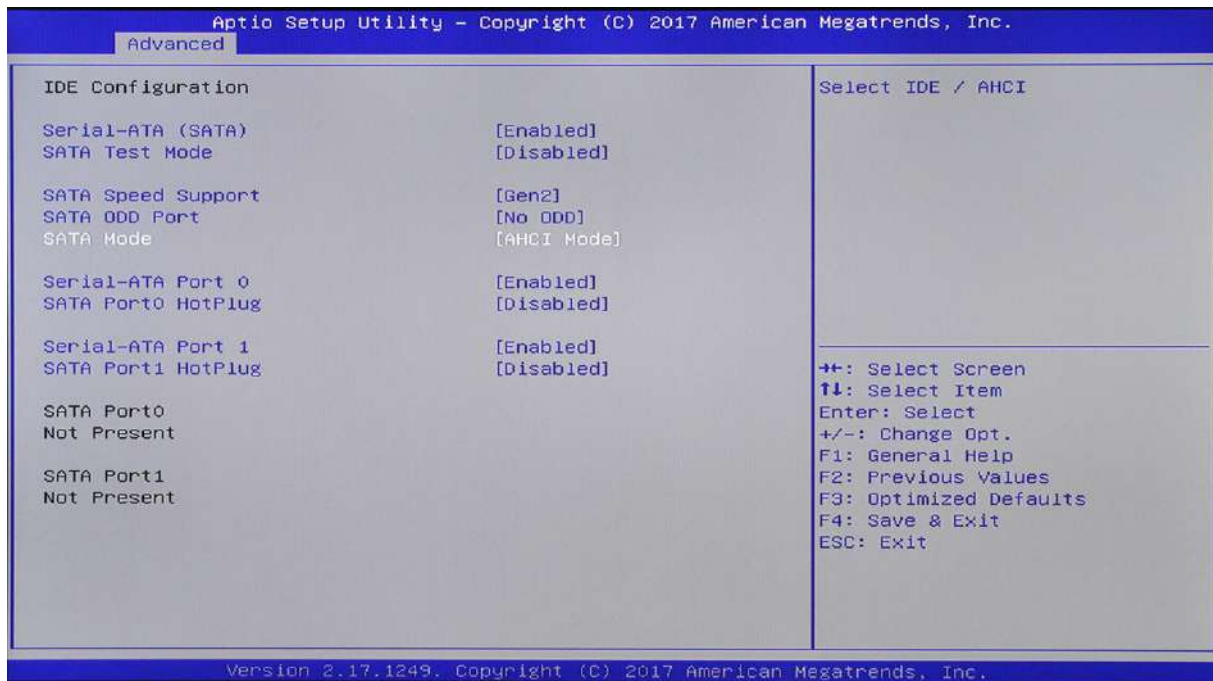 Aptio Setup Utility – Copyright (C) 2017 American Megatrends, Inc.
Advanced
IDE Configuration
Serial-ATA (SATA) [Enabled]
SATA Test Mode [Disabled]
SATA Speed Support [Gen2]
SATA ODD Port [No ODD]
SATA Mode [AHCI Mode]
Serial-ATA Port 0 [Enabled]
SATA Port0 HotPlug [Disabled]
Serial-ATA Port 1 [Enabled]
SATA Port1 HotPlug [Disabled]
SATA Port0
Not Present
SATA Port1
Not Present
Select IDE / AHCI
→←: Select Screen
↑↓: Select Item
Enter: Select
+/-: Change Opt.
F1: General Help
F2: Previous Values
F3: Optimized Defaults
F4: Save & Exit
ESC: Exit
Version 2.17.1249. Copyright (C) 2017 American Megatrends, Inc.